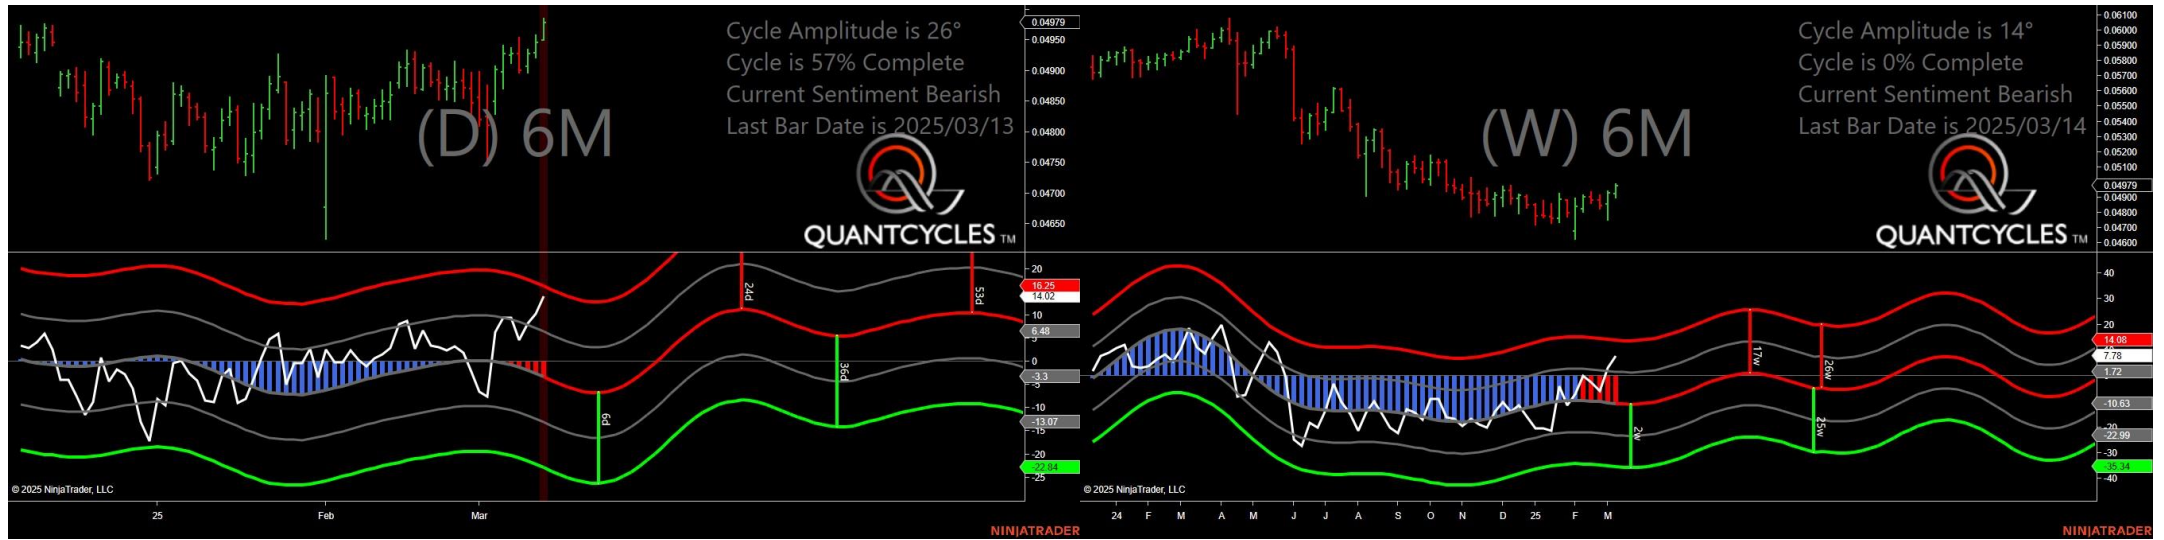 Cycle Amplitude is 26°
Cycle is 57% Complete
Current Sentiment Bearish
Last Bar Date is 2025/03/13
(D) 6M
QUANTCYCLES TM
0.04979
0.04950
0.04900
0.04850
0.04800
0.04750
0.04700
0.04650
20
16.25
14.02
10
6.48
5
0
-3.3
-5
-10
-13.07
-15
-20
-22.84
-25
6d
24d
36d
53d
© 2025 NinjaTrader, LLC
25 Feb Mar
NINJATRADER
Cycle Amplitude is 14°
Cycle is 0% Complete
Current Sentiment Bearish
Last Bar Date is 2025/03/14
(W) 6M
QUANTCYCLES TM
0.06100
0.06000
0.05900
0.05800
0.05700
0.05600
0.05500
0.05400
0.05300
0.05200
0.05100
0.04979
0.04900
0.04800
0.04700
0.04600
40
30
20
14.08
7.78
1.72
-10.63
-20
-22.99
-30
-35.34
-40
2w
17w
25w
26w
© 2025 NinjaTrader, LLC
24 F M A M J J A S O N D 25 F M
NINJATRADER